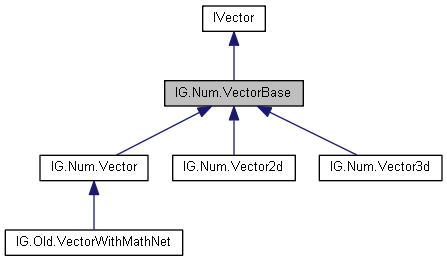 IVector
IG.Num.VectorBase
IG.Num.Vector
IG.Num.Vector2d
IG.Num.Vector3d
IG.Old.VectorWithMathNet